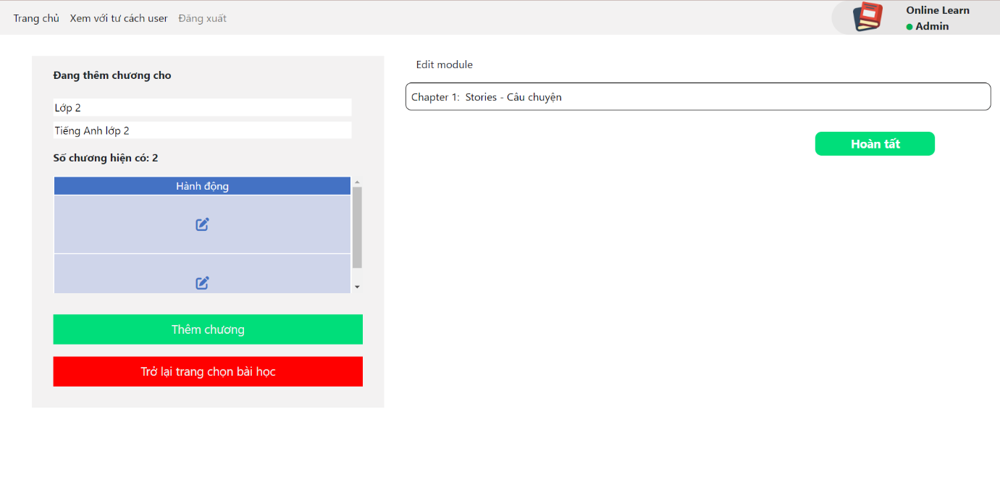 Trang chủ Xem với tư cách user Đăng xuất
Online Learn
Admin
Đang thêm chương cho
Lớp 2
Tiếng Anh lớp 2
Số chương hiện có: 2
Hành động
Thêm chương
Trở lại trang chọn bài học
Edit module
Chapter 1: Stories - Câu chuyện
Hoàn tất